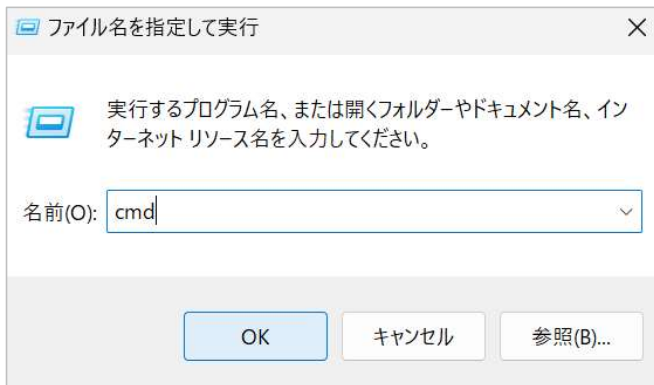 ファイル名を指定して実行
実行するプログラム名、または開くフォルダーやドキュメント名、イン
ターネット リソース名を入力してください。
名前(O): cmd
OK キャンセル 参照(B)...